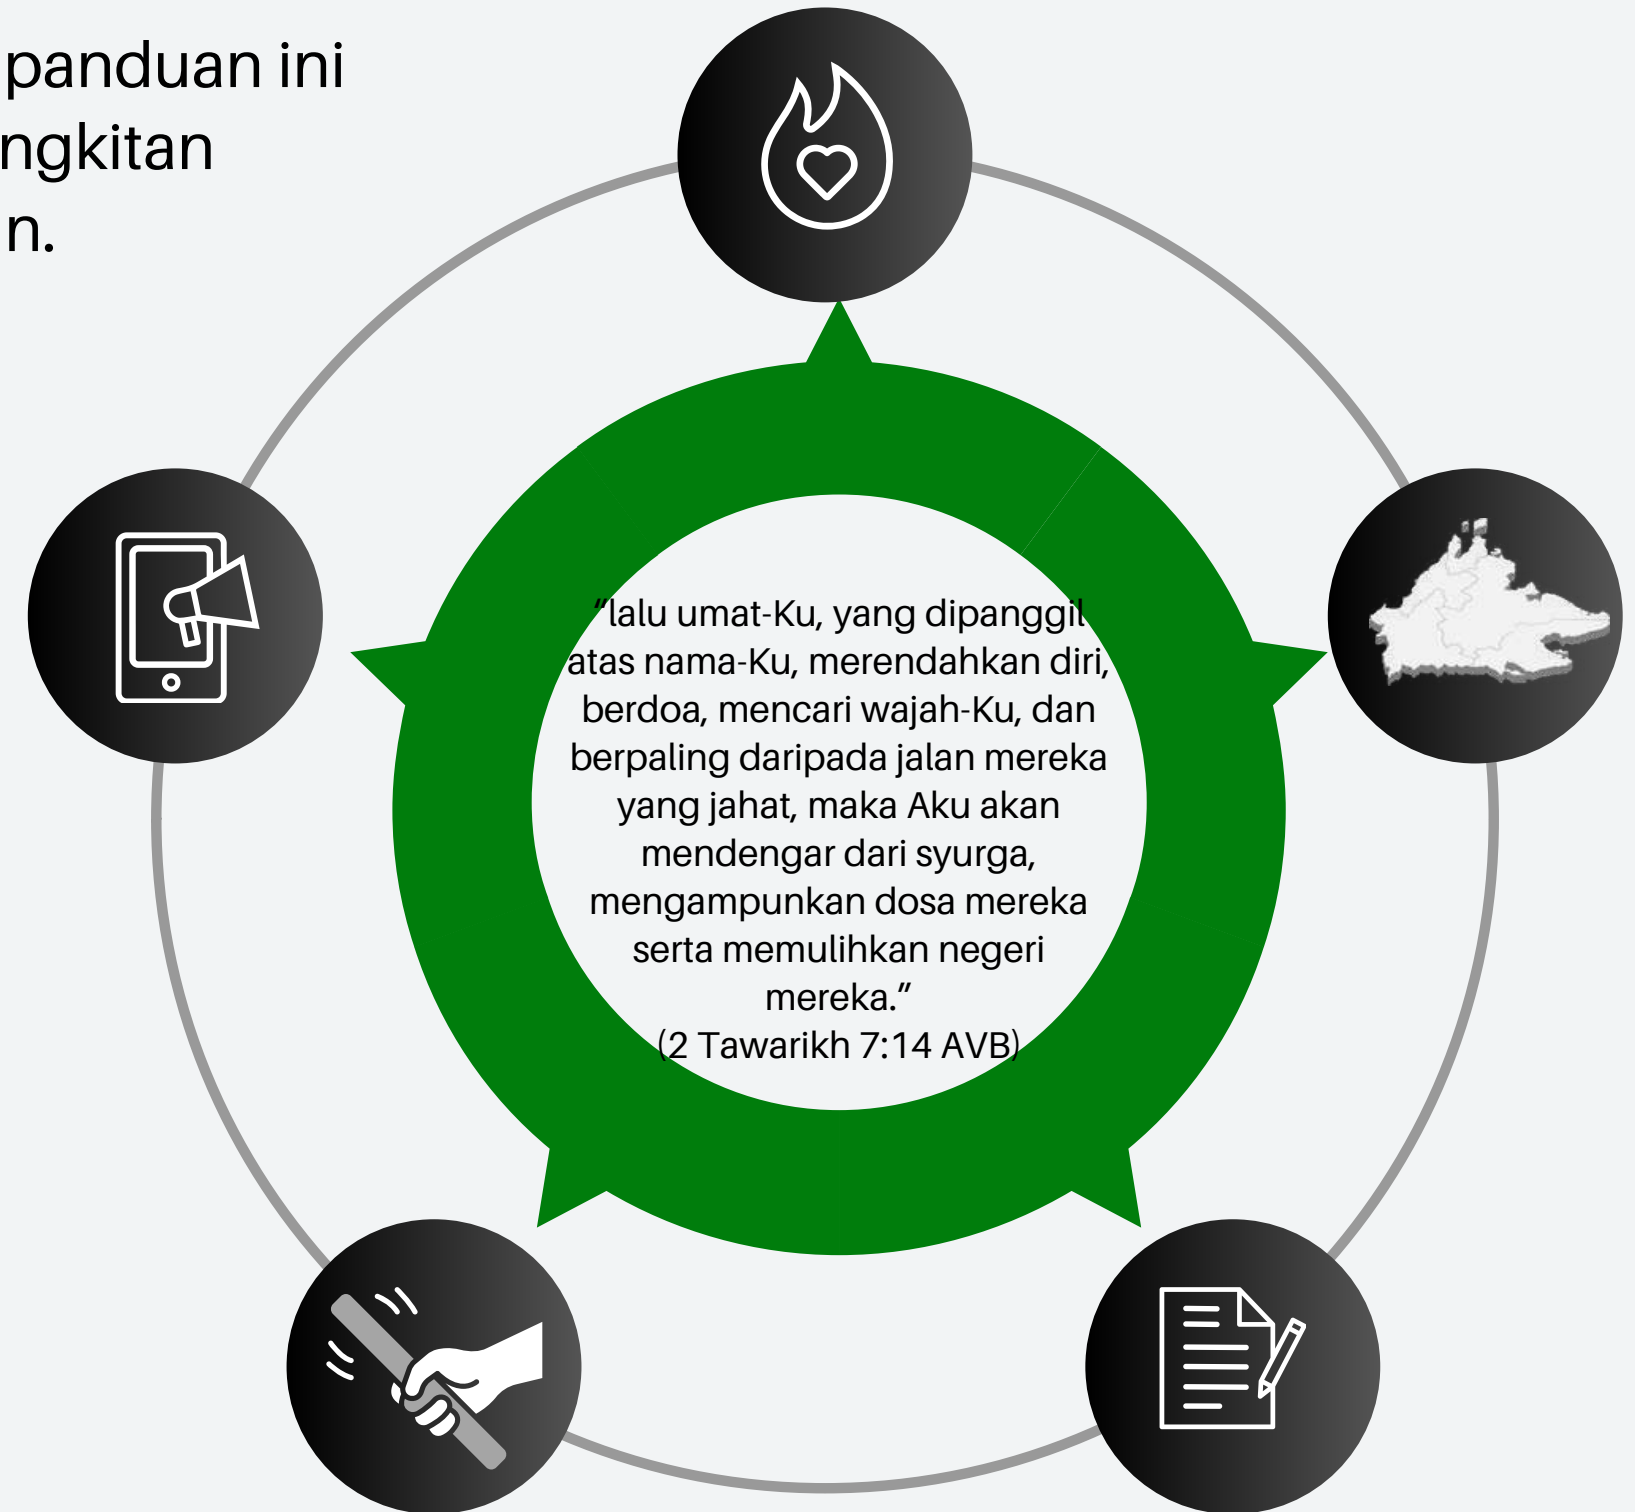 panduan ini
ngkitan
n.
“lalu umat-Ku, yang dipanggil
atas nama-Ku, merendahkan diri,
berdoa, mencari wajah-Ku, dan
berpaling daripada jalan mereka
yang jahat, maka Aku akan
mendengar dari syurga,
mengampunkan dosa mereka
serta memulihkan negeri
mereka.”
(2 Tawarikh 7:14 AVB)